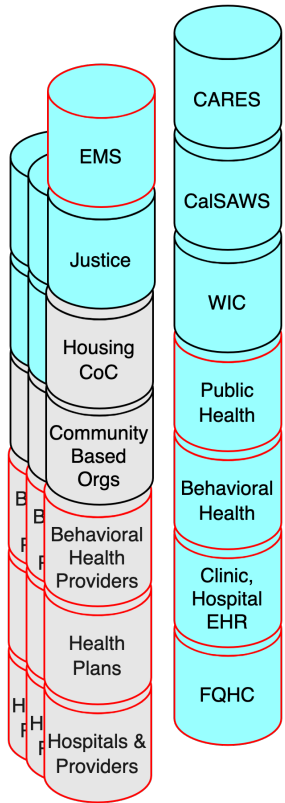 EMS
Justice
Housing
CoC
Community
Based
Orgs
Behavioral
Health
Providers
Health
Plans
Hospitals &
Providers
CARES
CalSAWS
WIC
Public
Health
Behavioral
Health
Clinic,
Hospital
EHR
FQHC